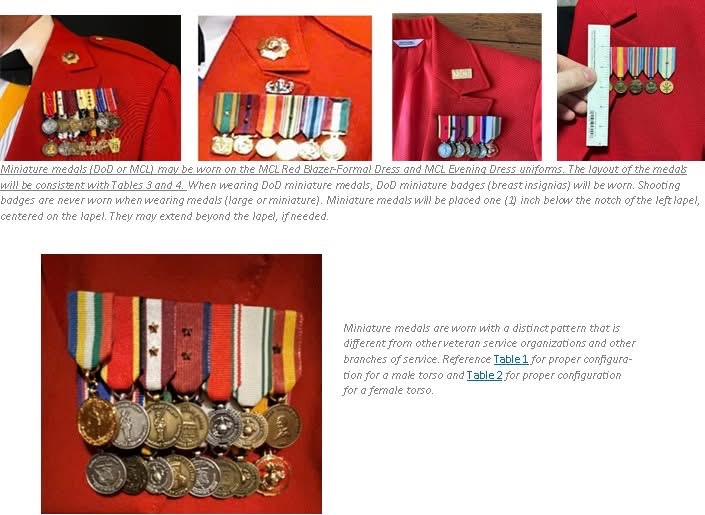 Miniature medals (DoD or MCL) may be worn on the MCL Red Blazer-Formal Dress and MCL Evening Dress uniforms. The layout of the medals
will be consistent with Tables 3 and 4. When wearing DoD miniature medals, DoD miniature badges (breast insignias) will be worn. Shooting
badges are never worn when wearing medals (large or miniature). Miniature medals will be placed one (1) inch below the notch of the left lapel,
centered on the lapel. They may extend beyond the lapel, if needed.
Miniature medals are worn with a distinct pattern that is
different from other veteran service organizations and other
branches of service. Reference Table 1 for proper configura-
tion for a male torso and Table 2 for proper configuration
for a female torso.